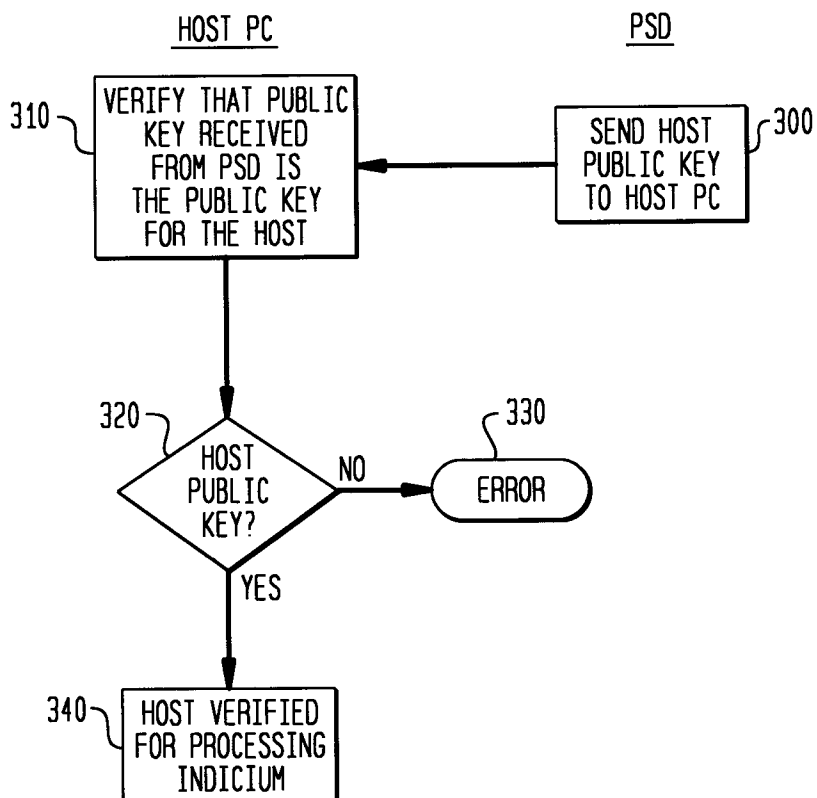 HOST PC
PSD
310
VERIFY THAT PUBLIC
KEY RECEIVED
FROM PSD IS
THE PUBLIC KEY
FOR THE HOST
300
SEND HOST
PUBLIC KEY
TO HOST PC
320
HOST
PUBLIC
KEY?
NO
330
ERROR
YES
340
HOST VERIFIED
FOR PROCESSING
INDICIUM